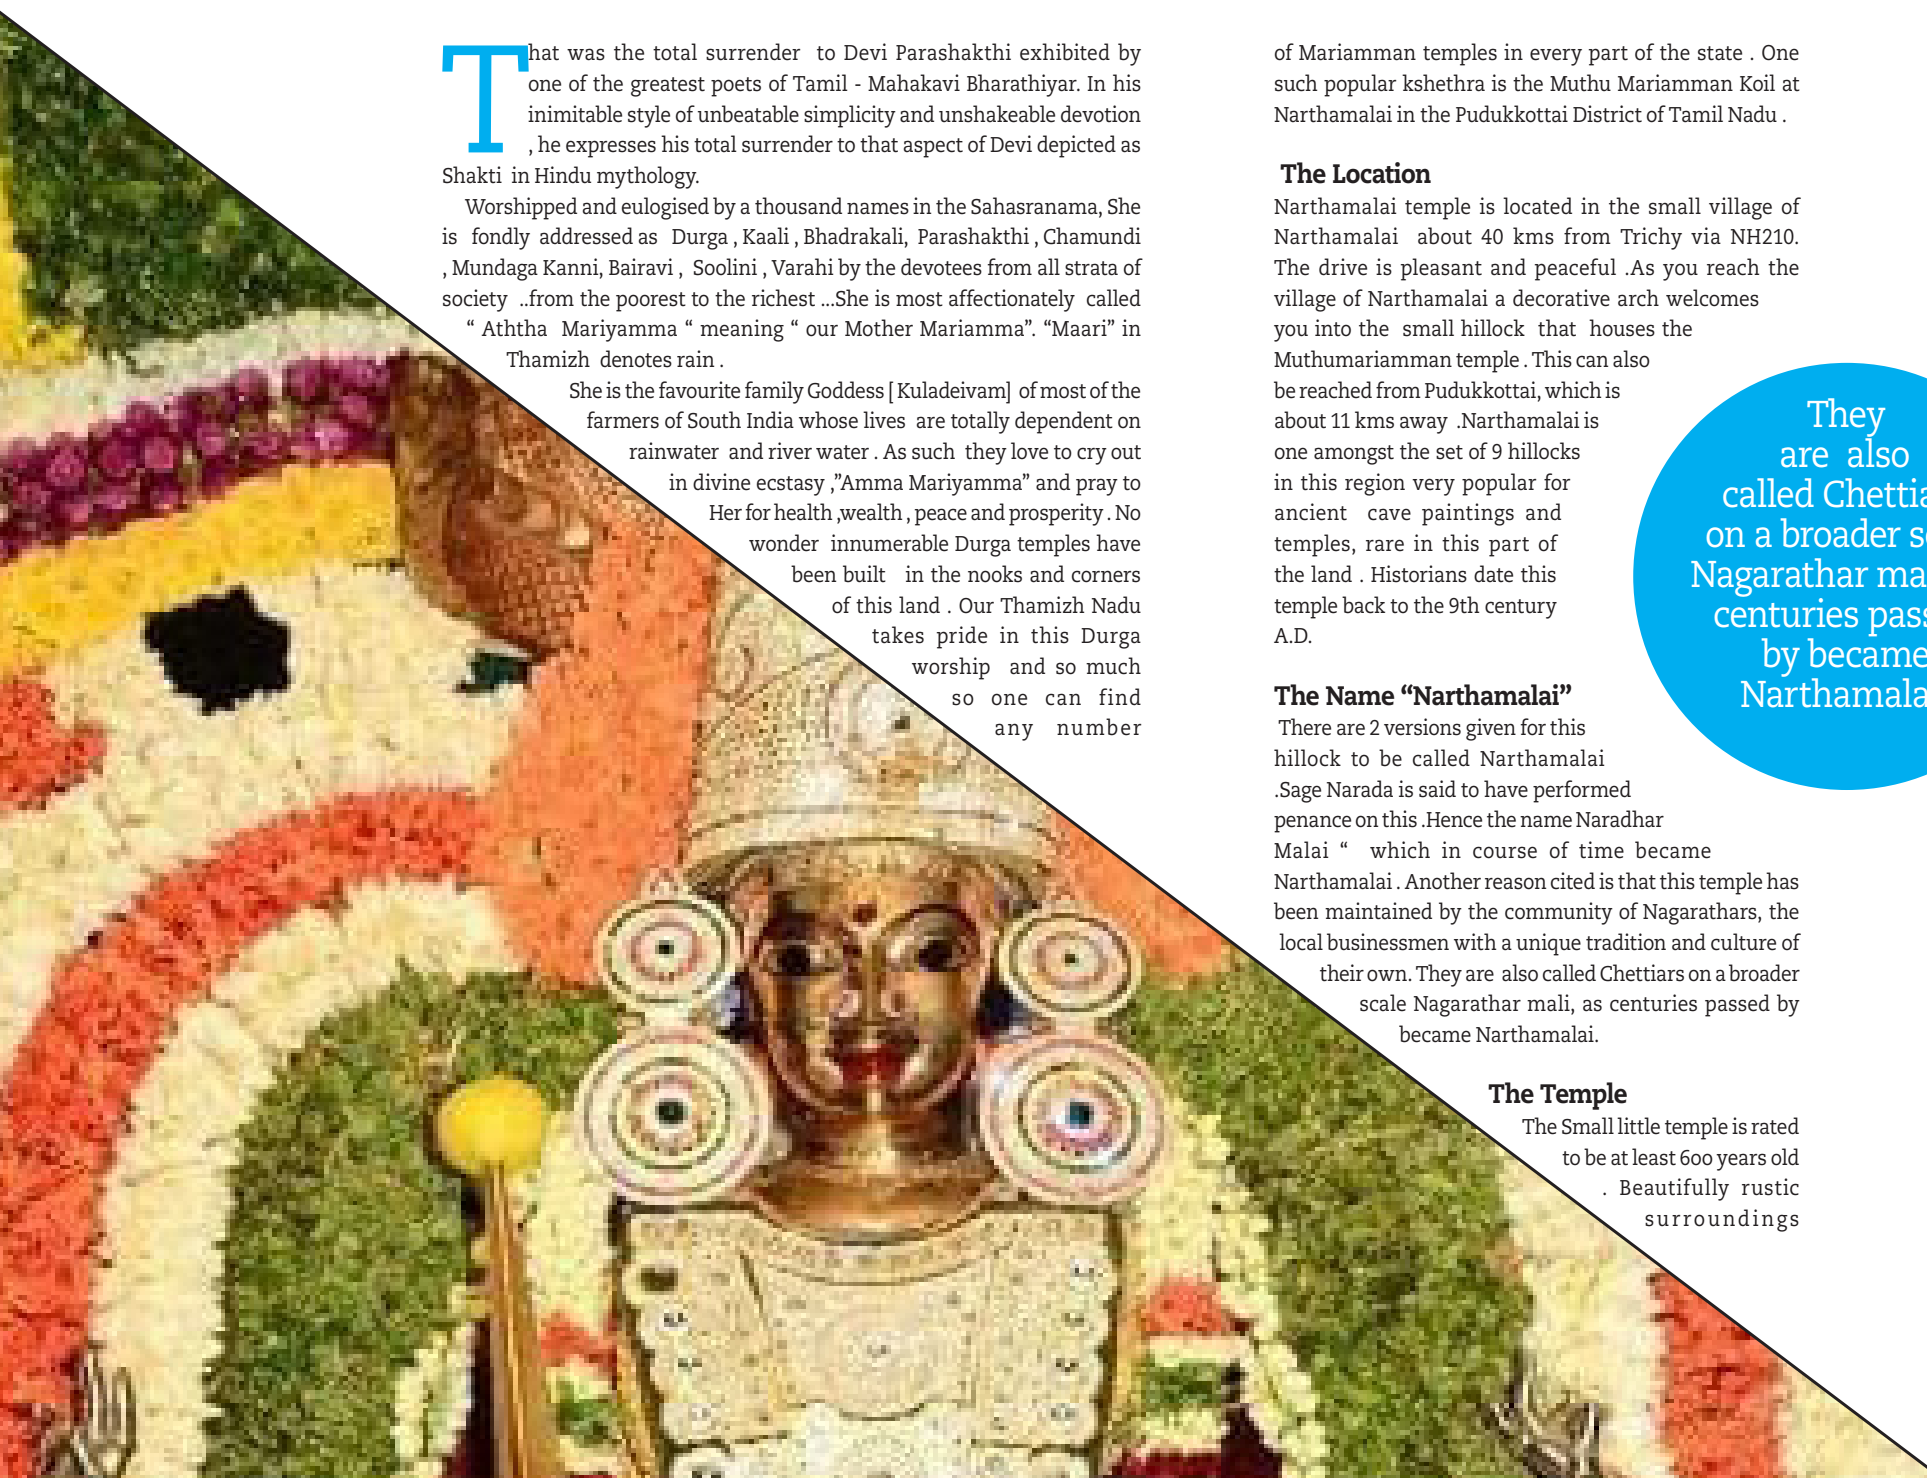 That was the total surrender to Devi Parashakthi exhibited by
one of the greatest poets of Tamil - Mahakavi Bharathiyar. In his
inimitable style of unbeatable simplicity and unshakeable devotion
, he expresses his total surrender to that aspect of Devi depicted as
Shakti in Hindu mythology.
Worshipped and eulogised by a thousand names in the Sahasranama, She
is fondly addressed as Durga , Kaali , Bhadrakali, Parashakthi , Chamundi
, Mundaga Kanni, Bairavi , Soolini , Varahi by the devotees from all strata of
society ..from the poorest to the richest ...She is most affectionately called
“ Aththa Mariyamma “ meaning “ our Mother Mariamma”. “Maari” in
Thamizh denotes rain .
She is the favourite family Goddess [ Kuladeivam] of most of the
farmers of South India whose lives are totally dependent on
rainwater and river water . As such they love to cry out
in divine ecstasy ,”Amma Mariyamma” and pray to
Her for health ,wealth , peace and prosperity . No
wonder innumerable Durga temples have
been built in the nooks and corners
of this land . Our Thamizh Nadu
takes pride in this Durga
worship and so much
so one can find
any number
of Mariamman temples in every part of the state . One
such popular kshethra is the Muthu Mariamman Koil at
Narthamalai in the Pudukkottai District of Tamil Nadu .
The Location
Narthamalai temple is located in the small village of
Narthamalai about 40 kms from Trichy via NH210.
The drive is pleasant and peaceful .As you reach the
village of Narthamalai a decorative arch welcomes
you into the small hillock that houses the
Muthumariamman temple . This can also
be reached from Pudukkottai, which is
about 11 kms away .Narthamalai is
one amongst the set of 9 hillocks
in this region very popular for
ancient cave paintings and
temples, rare in this part of
the land . Historians date this
temple back to the 9th century
A.D.
The Name “Narthamalai”
There are 2 versions given for this
hillock to be called Narthamalai
.Sage Narada is said to have performed
penance on this .Hence the name Naradhar
Malai “ which in course of time became
Narthamalai . Another reason cited is that this temple has
been maintained by the community of Nagarathars, the
local businessmen with a unique tradition and culture of
their own. They are also called Chettiars on a broader
scale Nagarathar mali, as centuries passed by
became Narthamalai.
The Temple
The Small little temple is rated
to be at least 600 years old
. Beautifully rustic
surroundings
They
are also
called
on a broader
Nagarathar
centuries
by became